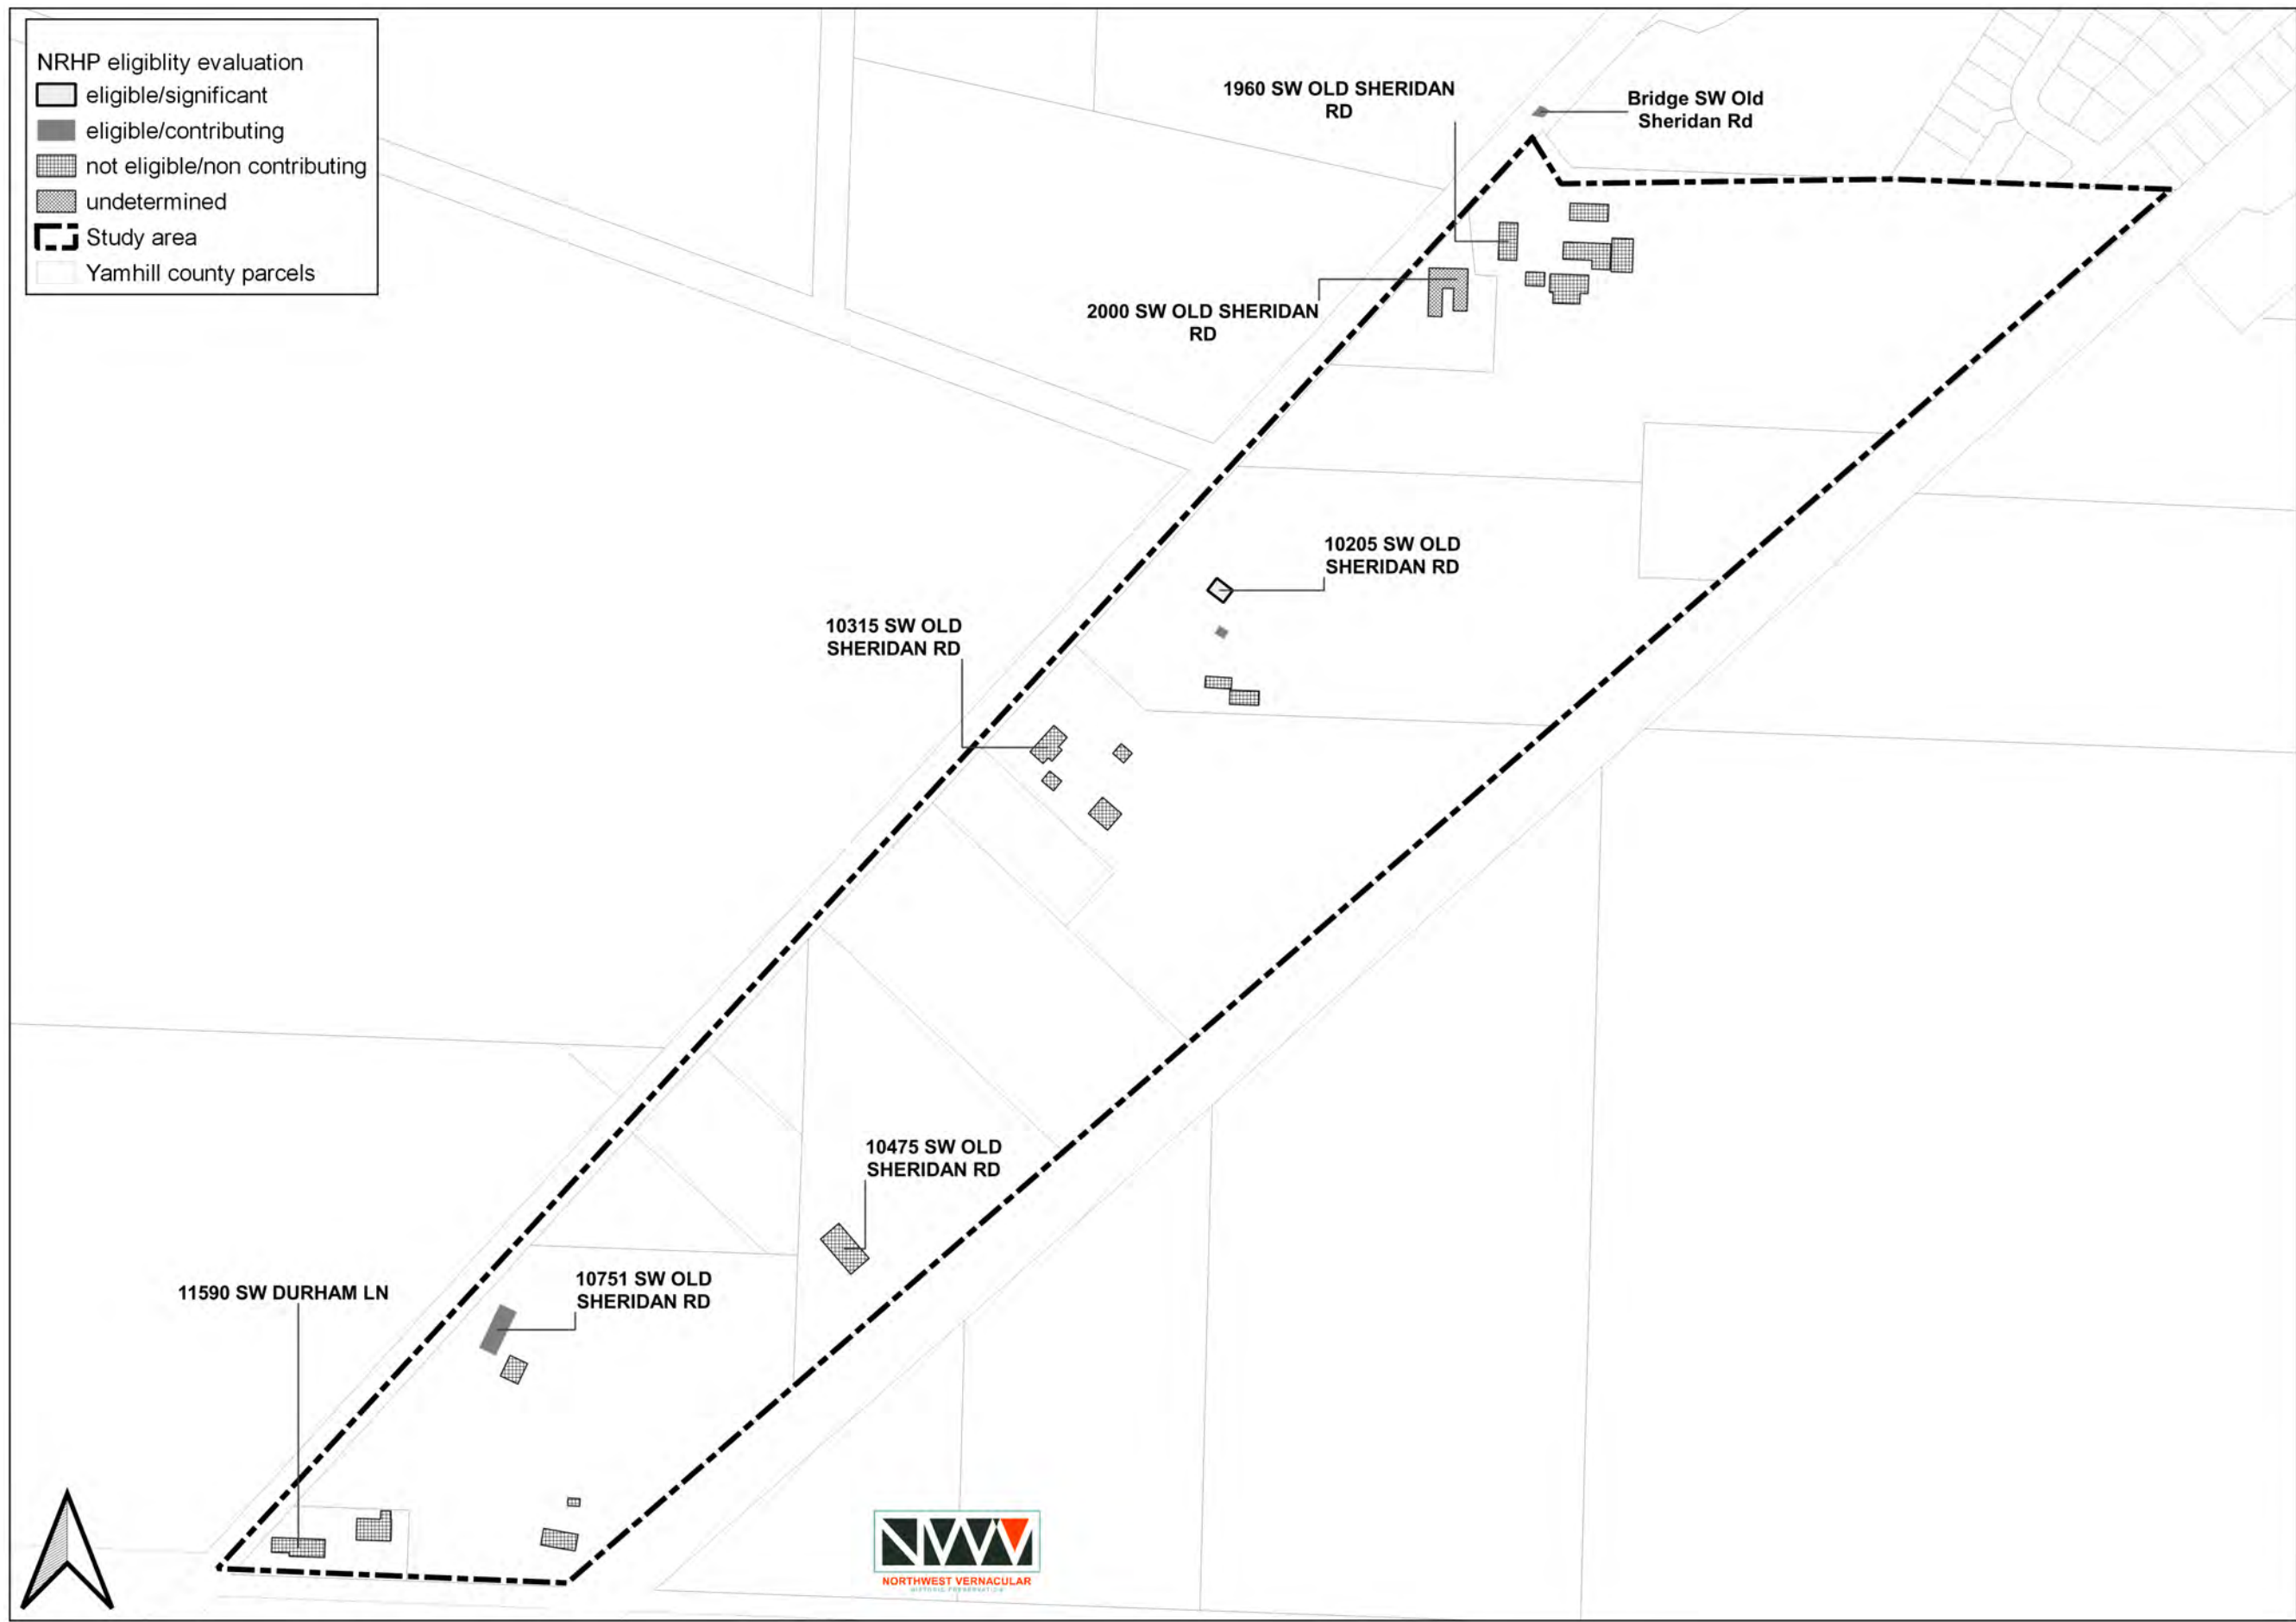 NRHP eligiblity evaluation
eligible/significant
eligible/contributing
not eligible/non contributing
undetermined
Study area
Yamhill county parcels
1960 SW OLD SHERIDAN
RD
Bridge SW Old
Sheridan Rd
2000 SW OLD SHERIDAN
RD
10205 SW OLD
SHERIDAN RD
10315 SW OLD
SHERIDAN RD
10475 SW OLD
SHERIDAN RD
10751 SW OLD
SHERIDAN RD
11590 SW DURHAM LN
NWV
NORTHWEST VERNACULAR
HISTORIC PRESERVATION